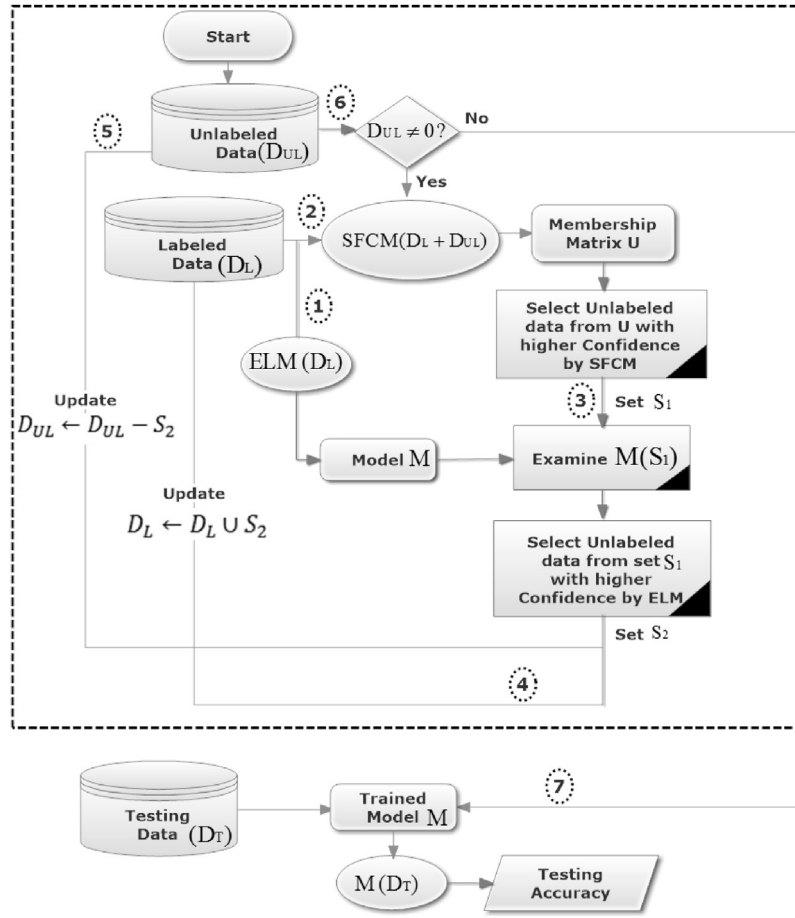 Start
6
5
Unlabeled
Data(DUL)
DUL ≠ 0?
No
Yes
2
Labeled
Data (DL)
SFCM(DL + DUL)
Membership
Matrix U
1
Select Unlabeled
data from U with
higher Confidence
by SFCM
ELM (DL)
3
Set S1
Update
DUL ← DUL − S2
Model M
Examine M(S1)
Update
DL ← DL ∪ S2
Select Unlabeled
data from set S1
with higher
Confidence by ELM
Set S2
4
7
Testing
Data (DT)
Trained
Model M
M(DT)
Testing
Accuracy